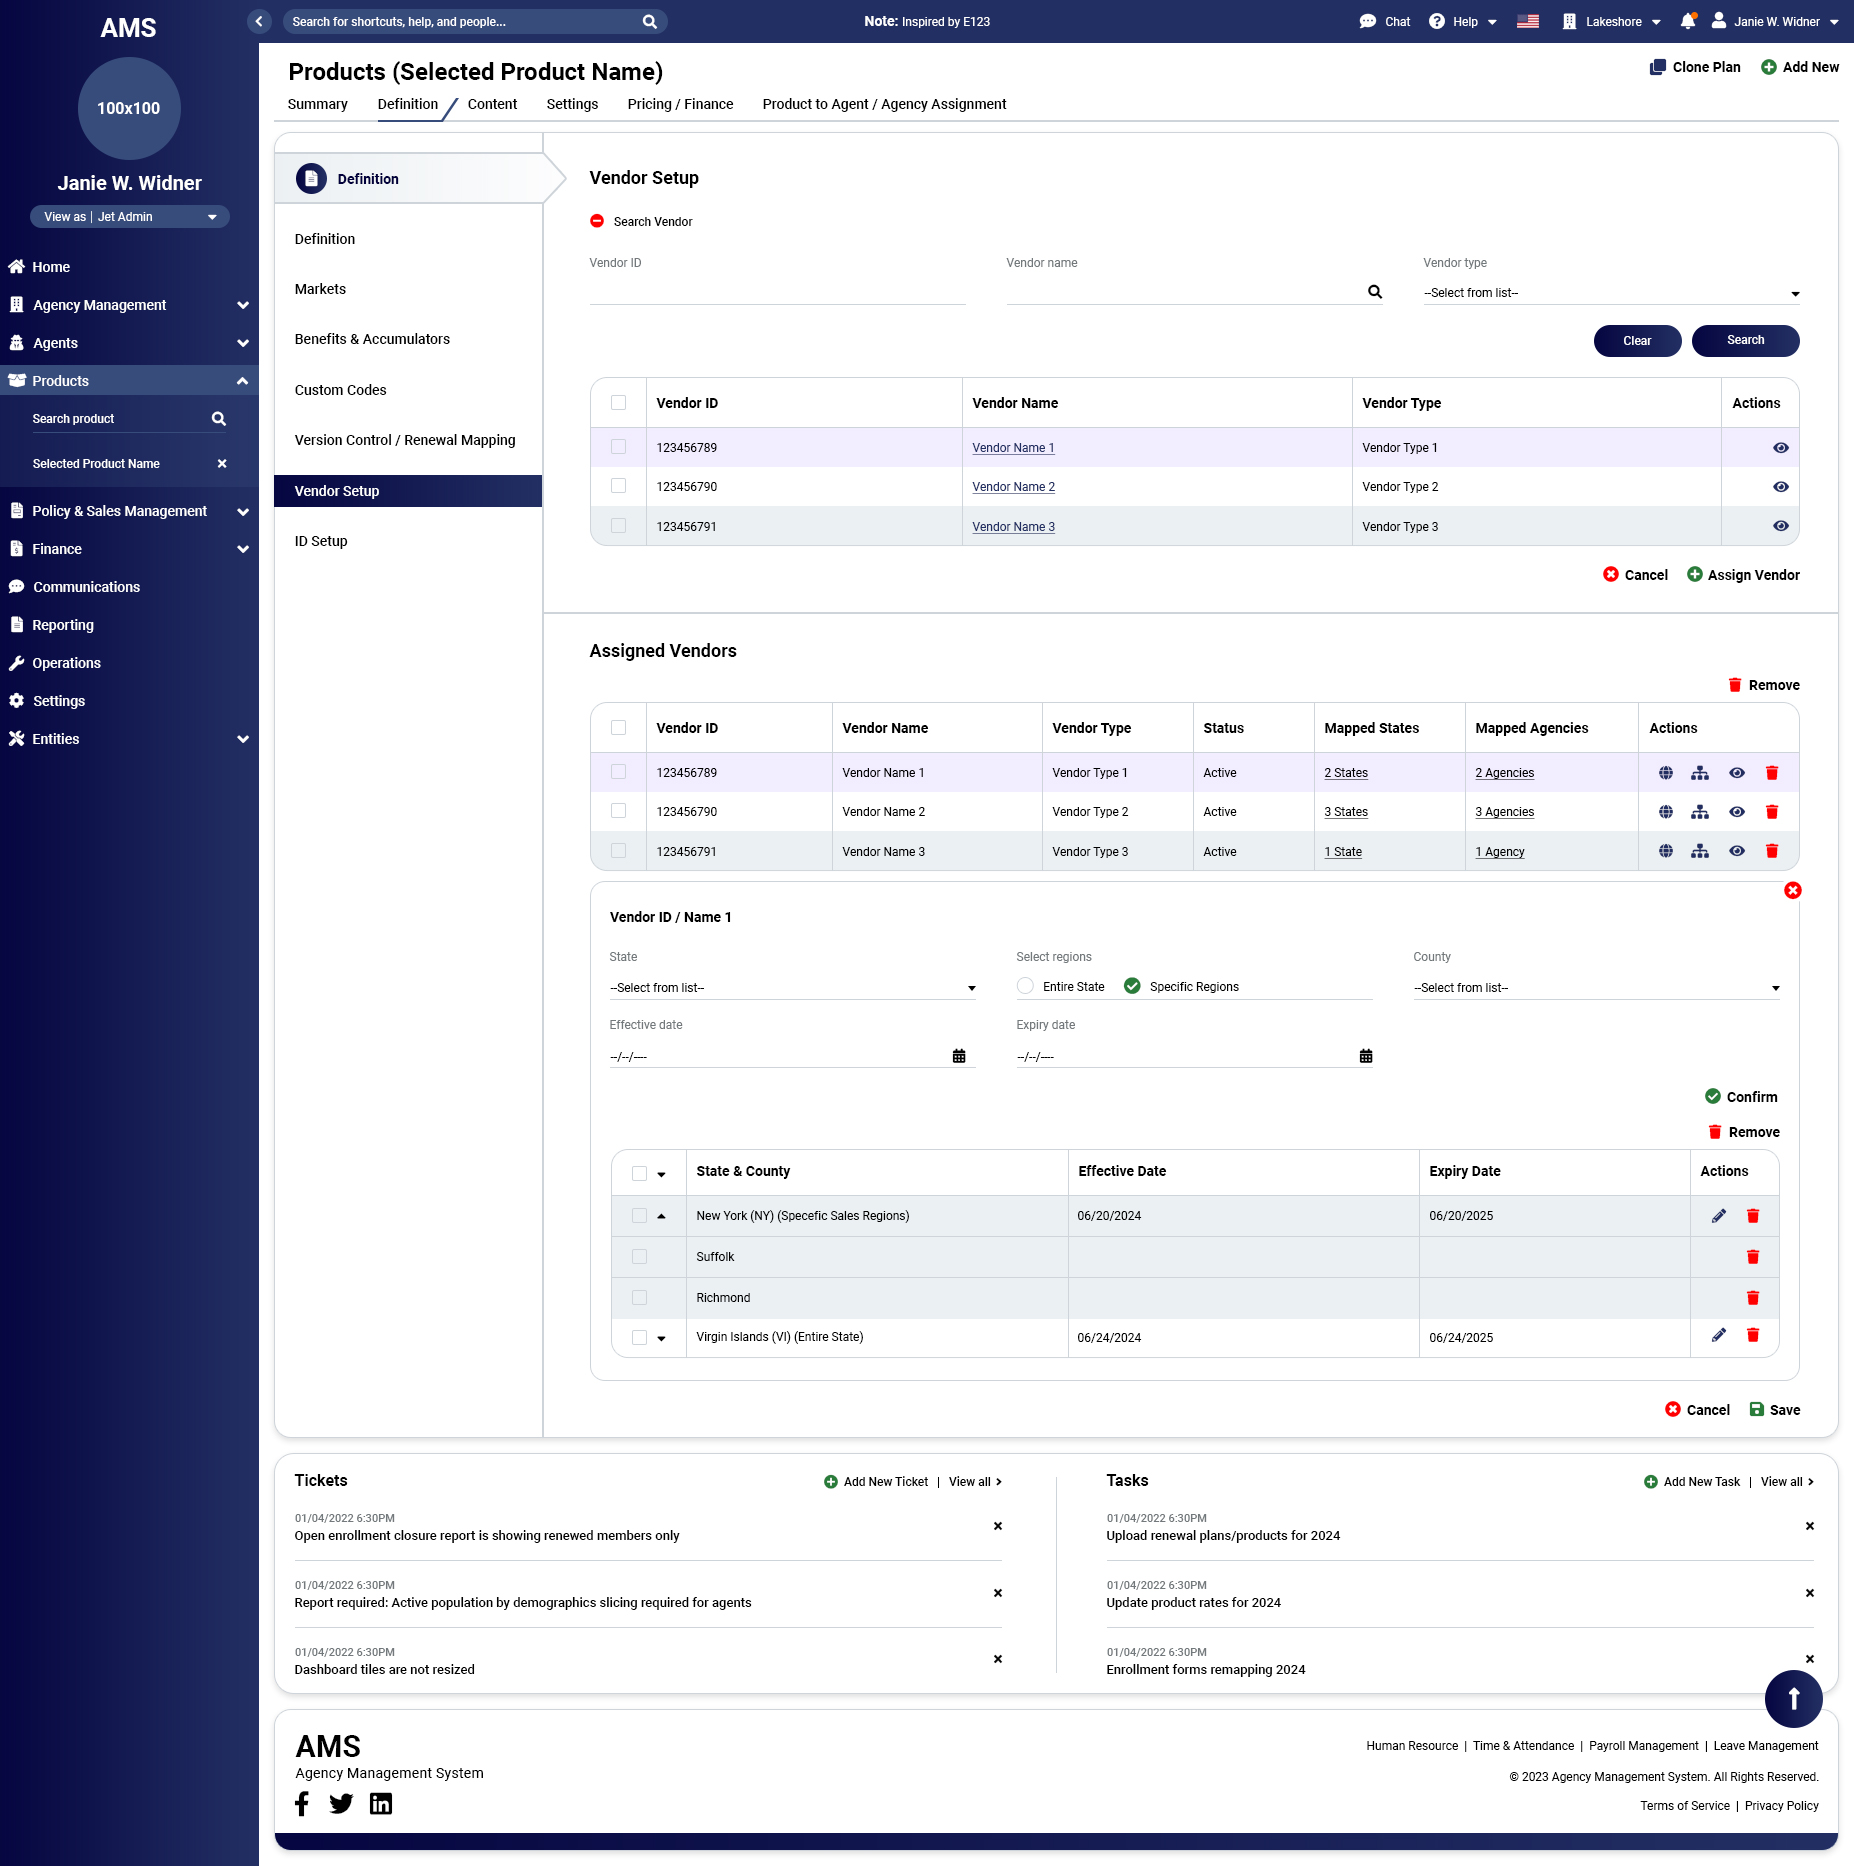 AMS
100x100
Janie W. Widner
View as | Jet Admin
Home
Agency Management
Agents
Products
Search product
Selected Product Name
Policy & Sales Management
Finance
Communications
Reporting
Operations
Settings
Entities
Search for shortcuts, help, and people...
Note: Inspired by E123
Chat
Help
Lakeshore
Janie W. Widner
Products (Selected Product Name)
Clone Plan
Add New
Summary Definition Content Settings Pricing / Finance Product to Agent / Agency Assignment
Definition
Definition
Markets
Benefits & Accumulators
Custom Codes
Version Control / Renewal Mapping
Vendor Setup
ID Setup
Vendor Setup
Search Vendor
Vendor ID Vendor name Vendor type
--Select from list--
Clear Search
Vendor ID Vendor Name Vendor Type Actions
123456789 Vendor Name 1 Vendor Type 1
123456790 Vendor Name 2 Vendor Type 2
123456791 Vendor Name 3 Vendor Type 3
Cancel Assign Vendor
Assigned Vendors
Remove
Vendor ID Vendor Name Vendor Type Status Mapped States Mapped Agencies Actions
123456789 Vendor Name 1 Vendor Type 1 Active 2 States 2 Agencies
123456790 Vendor Name 2 Vendor Type 2 Active 3 States 3 Agencies
123456791 Vendor Name 3 Vendor Type 3 Active 1 State 1 Agency
Vendor ID / Name 1
State Select regions County
--Select from list-- Entire State Specific Regions --Select from list--
Effective date Expiry date
--/--/---- --/--/----
Confirm
Remove
State & County Effective Date Expiry Date Actions
New York (NY) (Specefic Sales Regions) 06/20/2024 06/20/2025
Suffolk
Richmond
Virgin Islands (VI) (Entire State) 06/24/2024 06/24/2025
Cancel Save
Tickets
Add New Ticket | View all
01/04/2022 6:30PM
Open enrollment closure report is showing renewed members only
01/04/2022 6:30PM
Report required: Active population by demographics slicing required for agents
01/04/2022 6:30PM
Dashboard tiles are not resized
Tasks
Add New Task | View all
01/04/2022 6:30PM
Upload renewal plans/products for 2024
01/04/2022 6:30PM
Update product rates for 2024
01/04/2022 6:30PM
Enrollment forms remapping 2024
AMS
Agency Management System
Human Resource | Time & Attendance | Payroll Management | Leave Management
© 2023 Agency Management System. All Rights Reserved.
Terms of Service | Privacy Policy